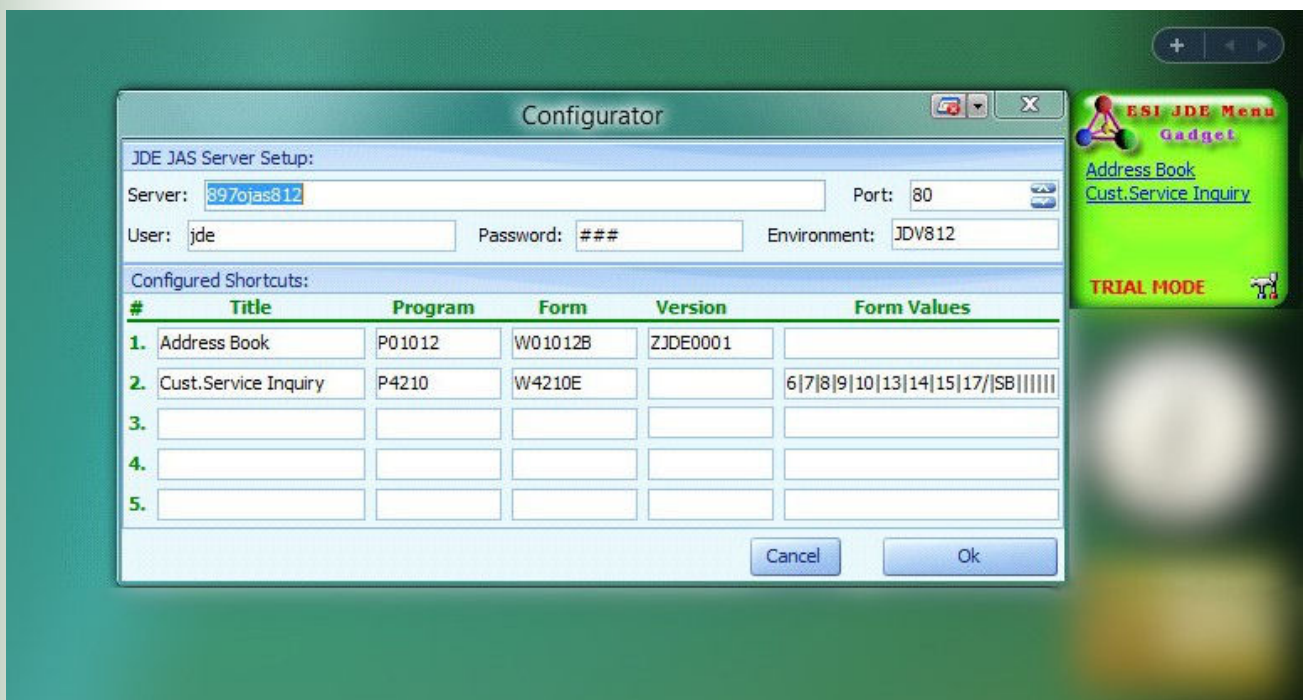 Configurator
JDE JAS Server Setup:
Server: 897ojas812 Port: 80
User: jde Password: ### Environment: JDV812
Configured Shortcuts:
# Title Program Form Version Form Values
1. Address Book P01012 W01012B ZJDE0001
2. Cust.Service Inquiry P4210 W4210E 6|7|8|9|10|13|14|15|17/|SB||||||
3.
4.
5.
Cancel Ok
ESI JDE Menu
Gadget
Address Book
Cust.Service Inquiry
TRIAL MODE